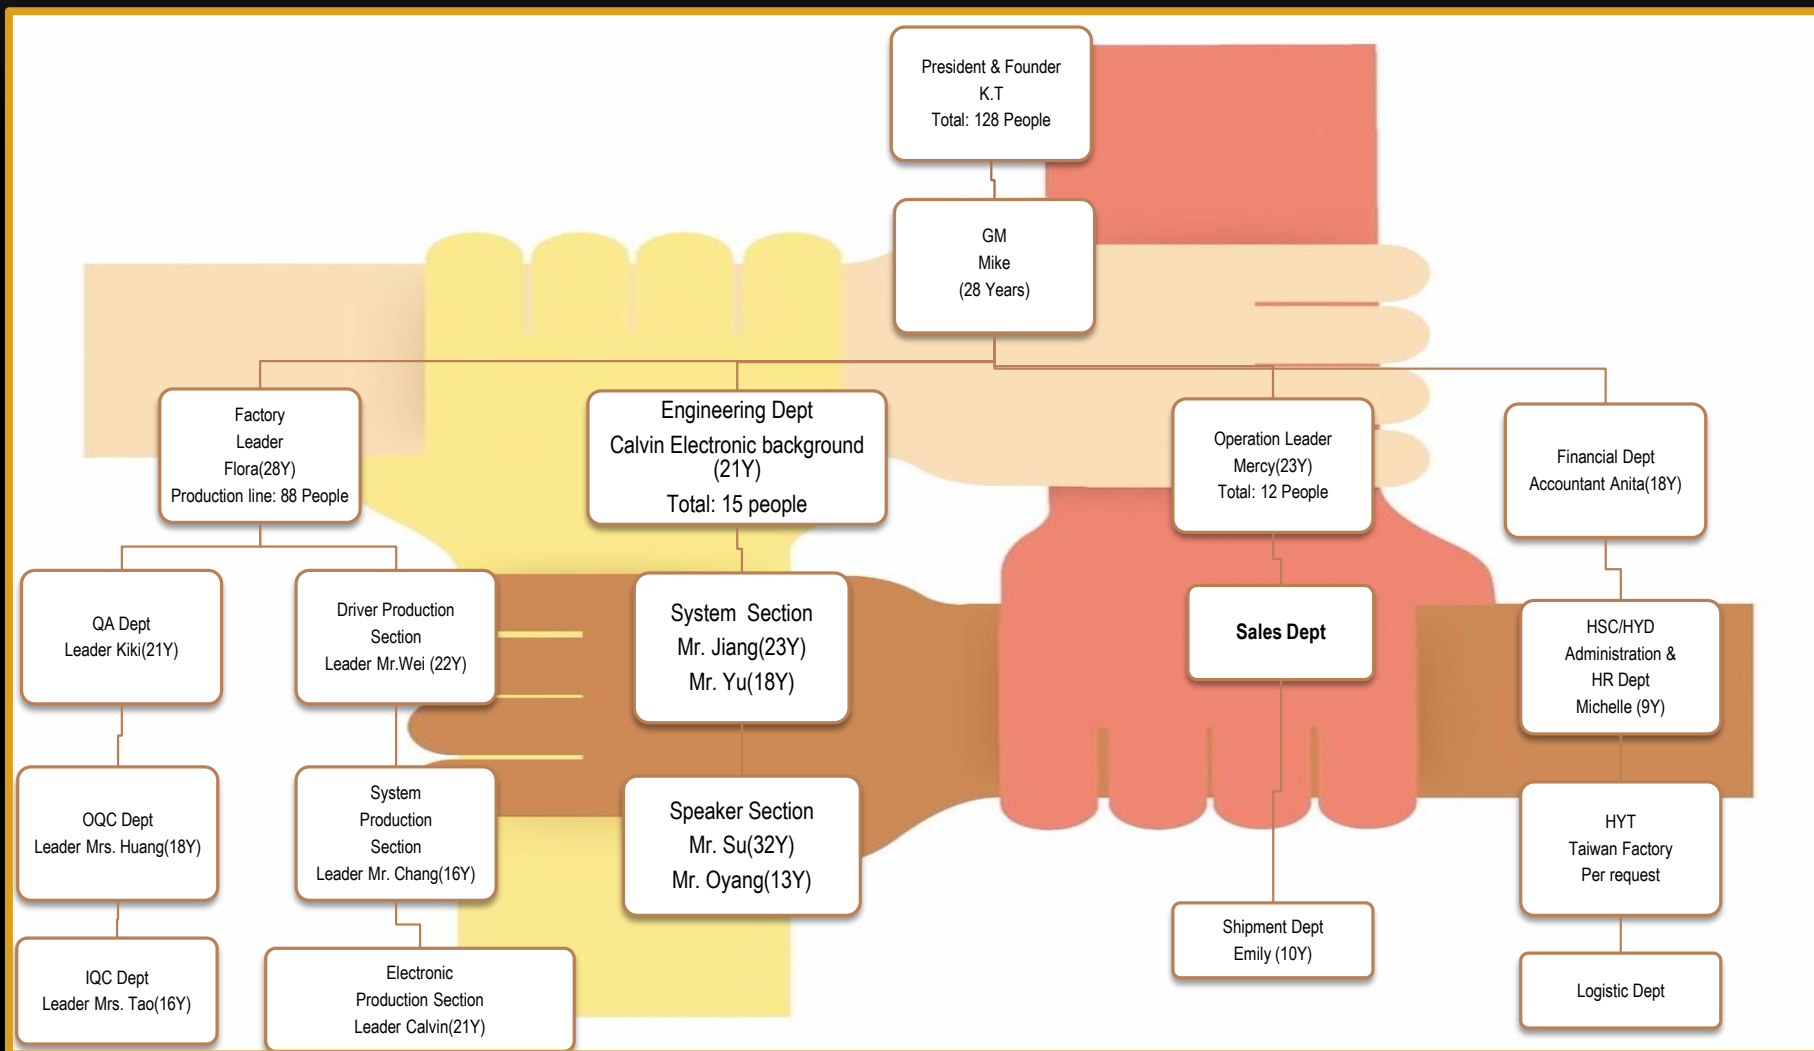 President & Founder
K.T
Total: 128 People
GM
Mike
(28 Years)
Factory
Leader
Flora(28Y)
Production line: 88 People
Engineering Dept
Calvin Electronic background
(21Y)
Total: 15 people
Operation Leader
Mercy(23Y)
Total: 12 People
Financial Dept
Accountant Anita(18Y)
QA Dept
Leader Kiki(21Y)
Driver Production
Section
Leader Mr.Wei (22Y)
System  Section
Mr. Jiang(23Y)
Mr. Yu(18Y)
Sales Dept
HSC/HYD
Administration &
HR Dept
Michelle (9Y)
OQC Dept
Leader Mrs. Huang(18Y)
System
Production
Section
Leader Mr. Chang(16Y)
Speaker Section
Mr. Su(32Y)
Mr. Oyang(13Y)
HYT
Taiwan Factory
Per request
IQC Dept
Leader Mrs. Tao(16Y)
Electronic
Production Section
Leader Calvin(21Y)
Shipment Dept
Emily (10Y)
Logistic Dept